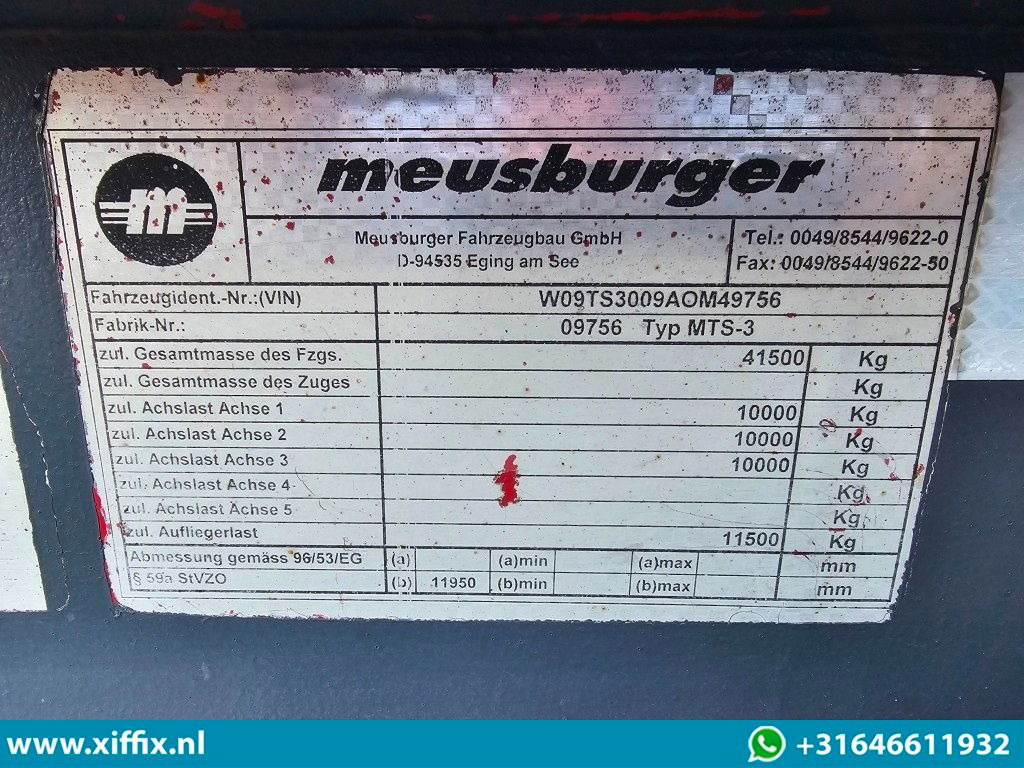 m
meusburger
Meusburger Fahrzeugbau GmbH
D-94535 Eging am See
Tel.: 0049/8544/9622-0
Fax: 0049/8544/9622-50
Fahrzeugident.-Nr.:(VIN) W09TS3009AOM49756
Fabrik-Nr.: 09756 Typ MTS-3
zul. Gesamtmasse des Fzgs. 41500 Kg
zul. Gesamtmasse des Zuges Kg
zul. Achslast Achse 1 10000 Kg
zul. Achslast Achse 2 10000 Kg
zul. Achslast Achse 3 10000 Kg
zul. Achslast Achse 4 Kg
zul. Achslast Achse 5 Kg
zul. Aufliegerlast 11500 Kg
Abmessung gemäss 96/53/EG (a) (a)min (a)max mm
§ 59a StVZO (b) 11950 (b)min (b)max mm
www.xiffix.nl +31646611932